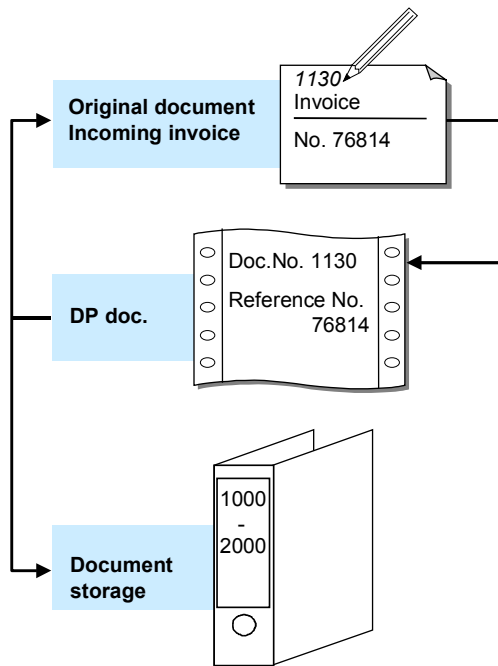 Original document
Incoming invoice
1130
Invoice
No. 76814
DP doc.
Doc.No. 1130
Reference No.
76814
Document
storage
1000
-
2000